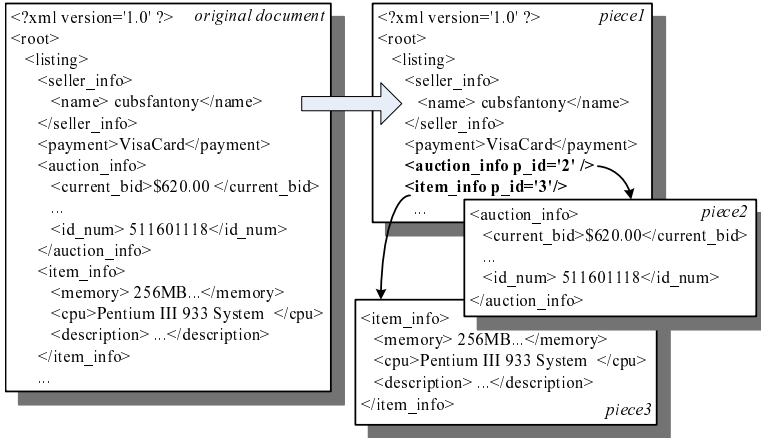 <?xml version='1.0' ?> original document
<root>
<listing>
<seller_info>
<name> cubsfantony</name>
</seller_info>
<payment>VisaCard</payment>
<auction_info>
<current_bid>$620.00 </current_bid>
...
<id_num> 511601118</id_num>
</auction_info>
<item_info>
<memory> 256MB...</memory>
<cpu>Pentium III 933 System </cpu>
<description> ...</description>
</item_info>
...
<?xml version='1.0' ?> piece1
<root>
<listing>
<seller_info>
<name> cubsfantony</name>
</seller_info>
<payment>VisaCard</payment>
<auction_info p_id='2' />
<item_info p_id='3'/>
...
<auction_info> piece2
<current_bid>$620.00</current_bid>
...
<id_num> 511601118</id_num>
</auction_info>
<item_info>
<memory> 256MB...</memory>
<cpu>Pentium III 933 System </cpu>
<description> ...</description>
</item_info> piece3